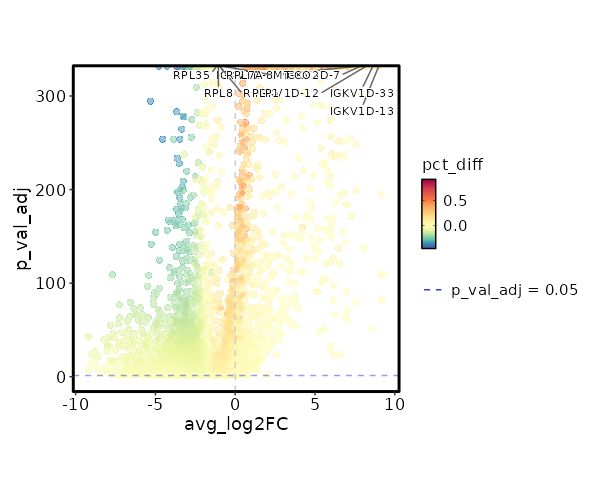 RPL35
RPL8
IGKV1D-33
IGKV1D-13
300
200
100
0
-10
-5
0
5
10
avg_log2FC
p_val_adj
pct_diff
0.5
0.0
p_val_adj = 0.05